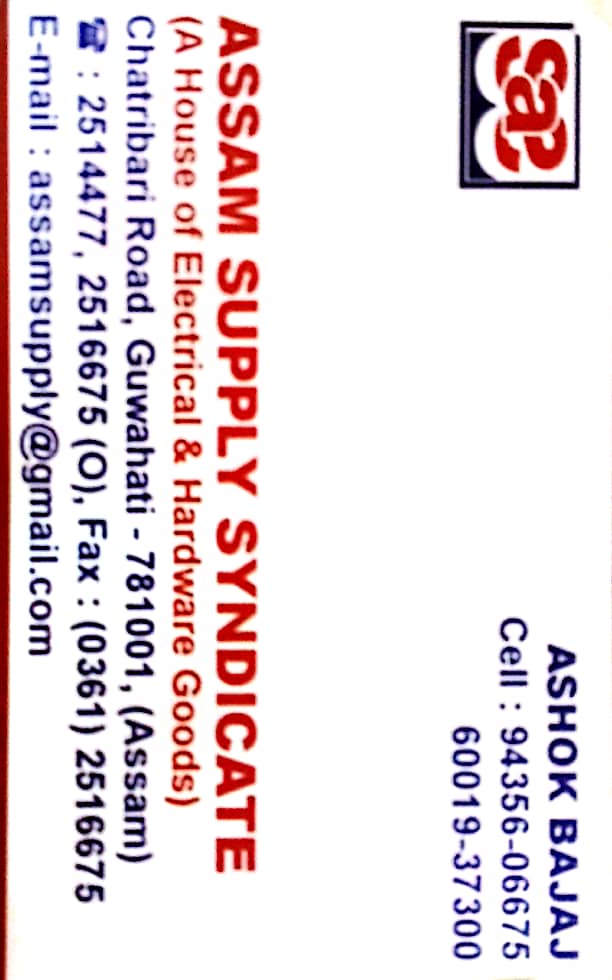 sas
ASHOK BAJAJ
Cell : 94356-06675
60019-37300
ASSAM SUPPLY SYNDICATE
(A House of Electrical & Hardware Goods)
Chatribari Road, Guwahati - 781001, (Assam)
☎ : 2514477, 2516675 (O), Fax : (0361) 2516675
E-mail : assamsupply@gmail.com